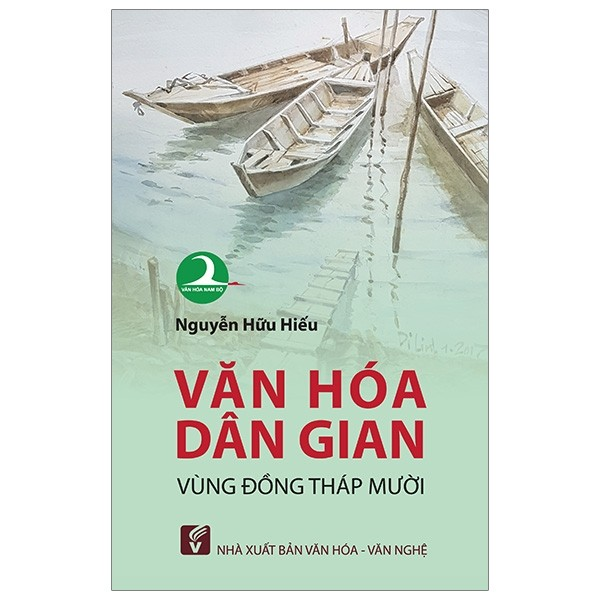 VĂN HÓA NAM BỘ
Nguyễn Hữu Hiếu
VĂN HÓA
DÂN GIAN
VÙNG ĐỒNG THÁP MƯỜI
NHÀ XUẤT BẢN VĂN HÓA - VĂN NGHỆ